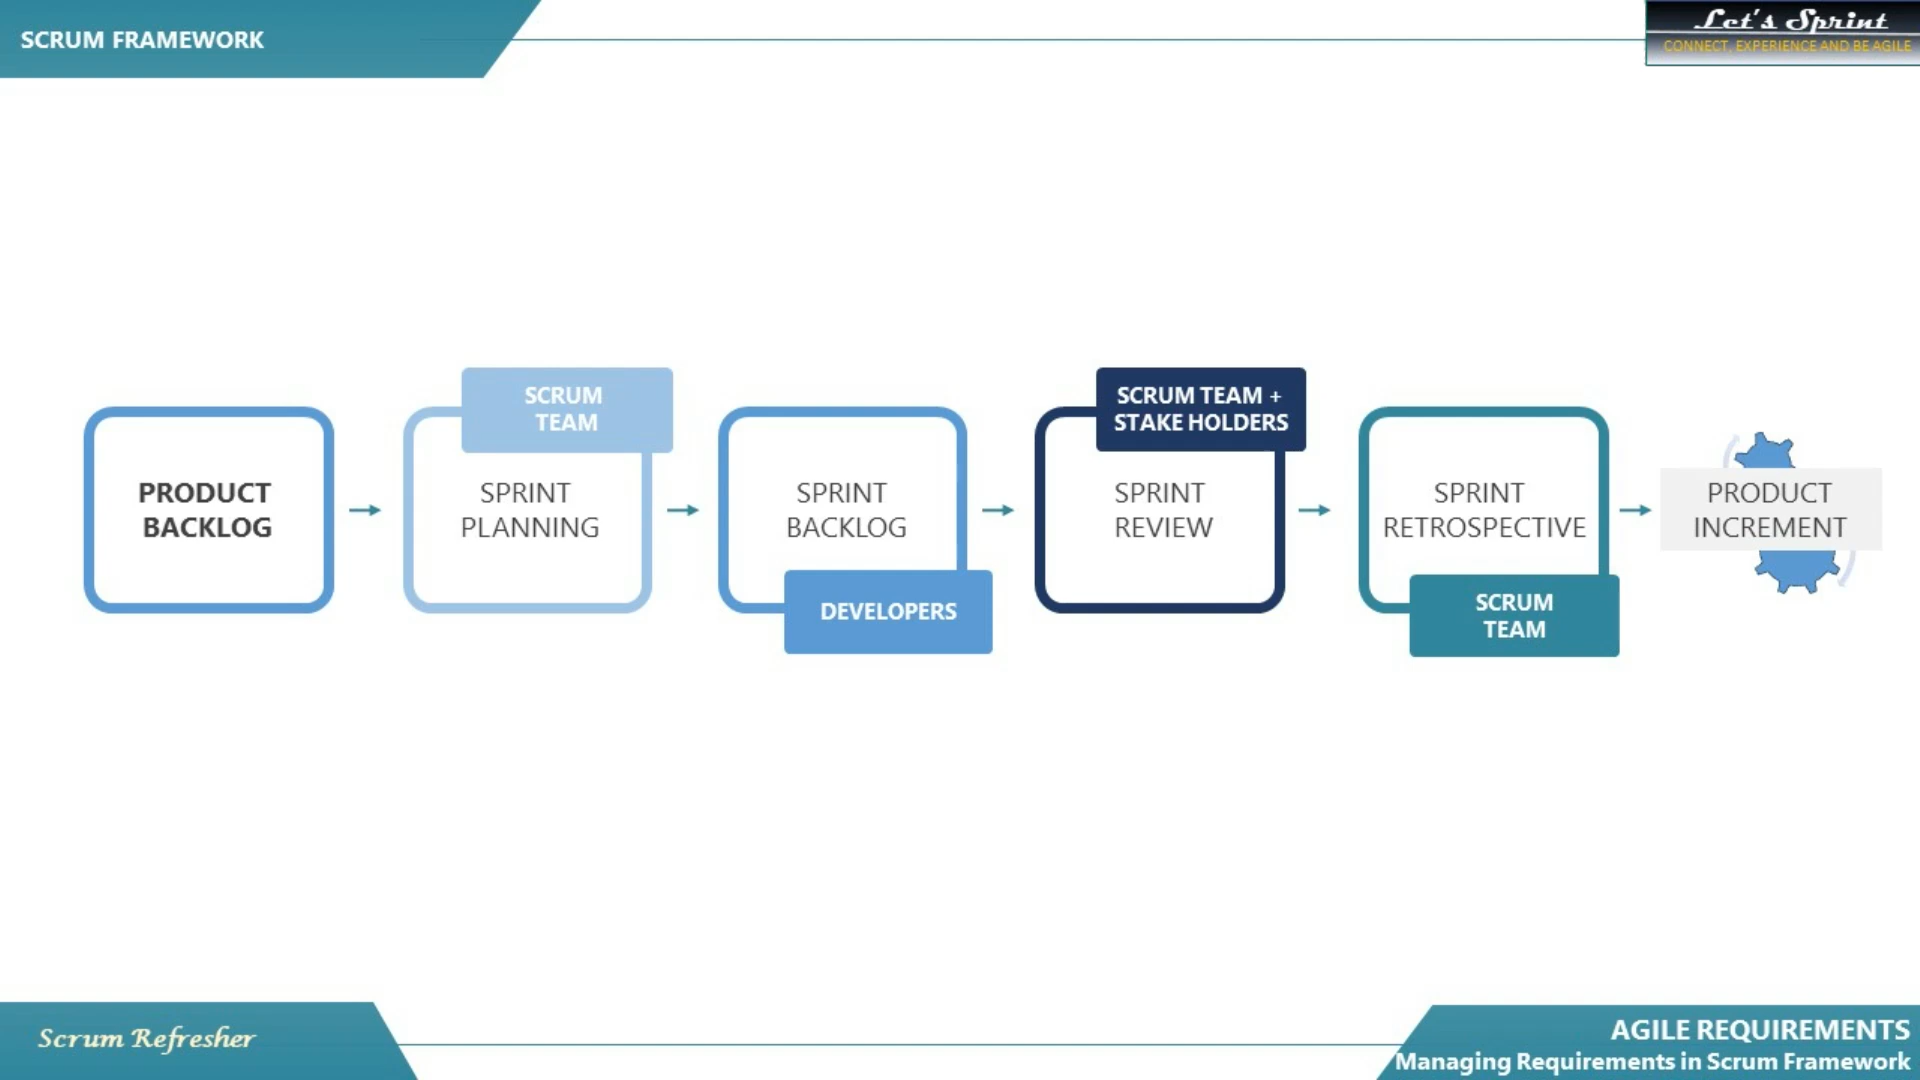 SCRUM FRAMEWORK
Let's Sprint
CONNECT, EXPERIENCE AND BE AGILE
PRODUCT
BACKLOG
SCRUM
TEAM
SPRINT
PLANNING
SPRINT
BACKLOG
DEVELOPERS
SCRUM TEAM +
STAKE HOLDERS
SPRINT
REVIEW
SPRINT
RETROSPECTIVE
SCRUM
TEAM
PRODUCT
INCREMENT
Scrum Refresher
AGILE REQUIREMENTS
Managing Requirements in Scrum Framework